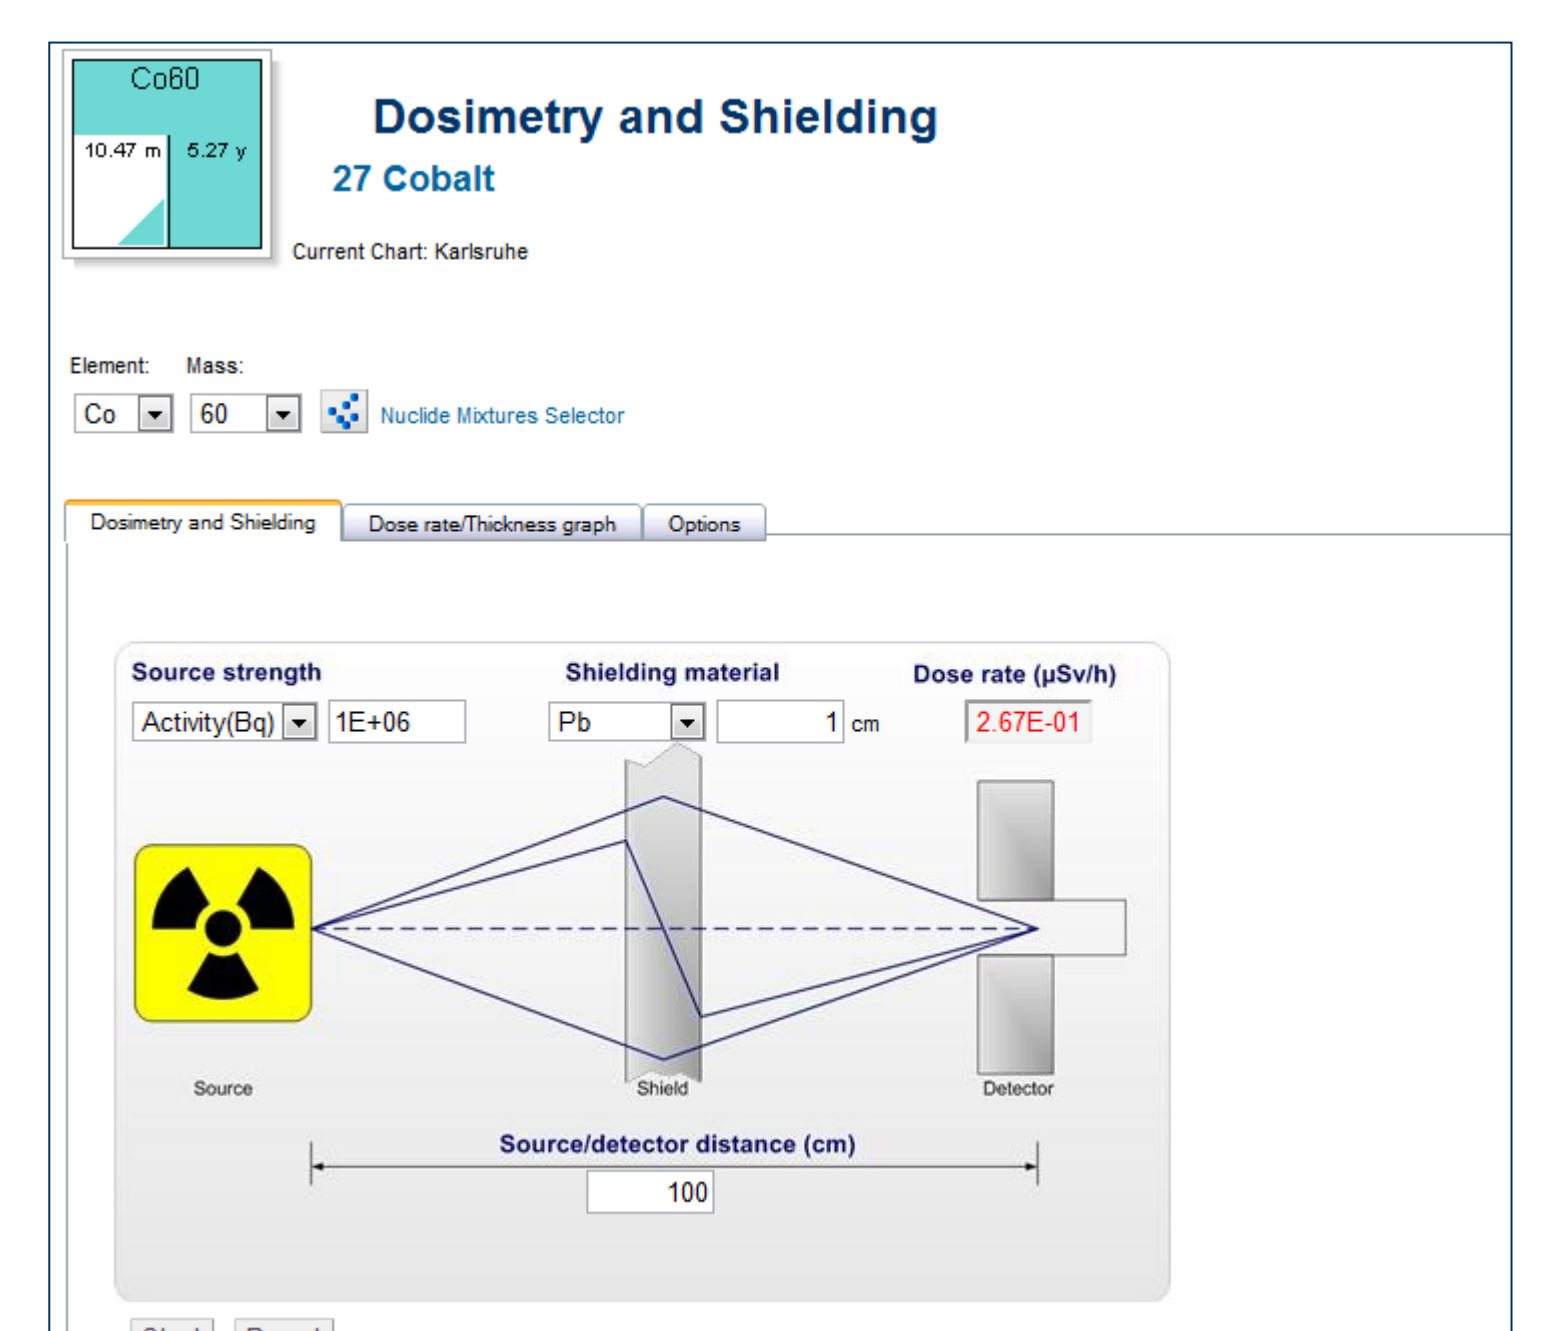 Co60
10.47 m 5.27 y
Dosimetry and Shielding
27 Cobalt
Current Chart: Karlsruhe
Element: Mass:
Co 60 Nuclide Mixtures Selector
Dosimetry and Shielding Dose rate/Thickness graph Options
Source strength Shielding material Dose rate (µSv/h)
Activity(Bq) 1E+06 Pb 1 cm 2.67E-01
Source Shield Detector
Source/detector distance (cm)
100